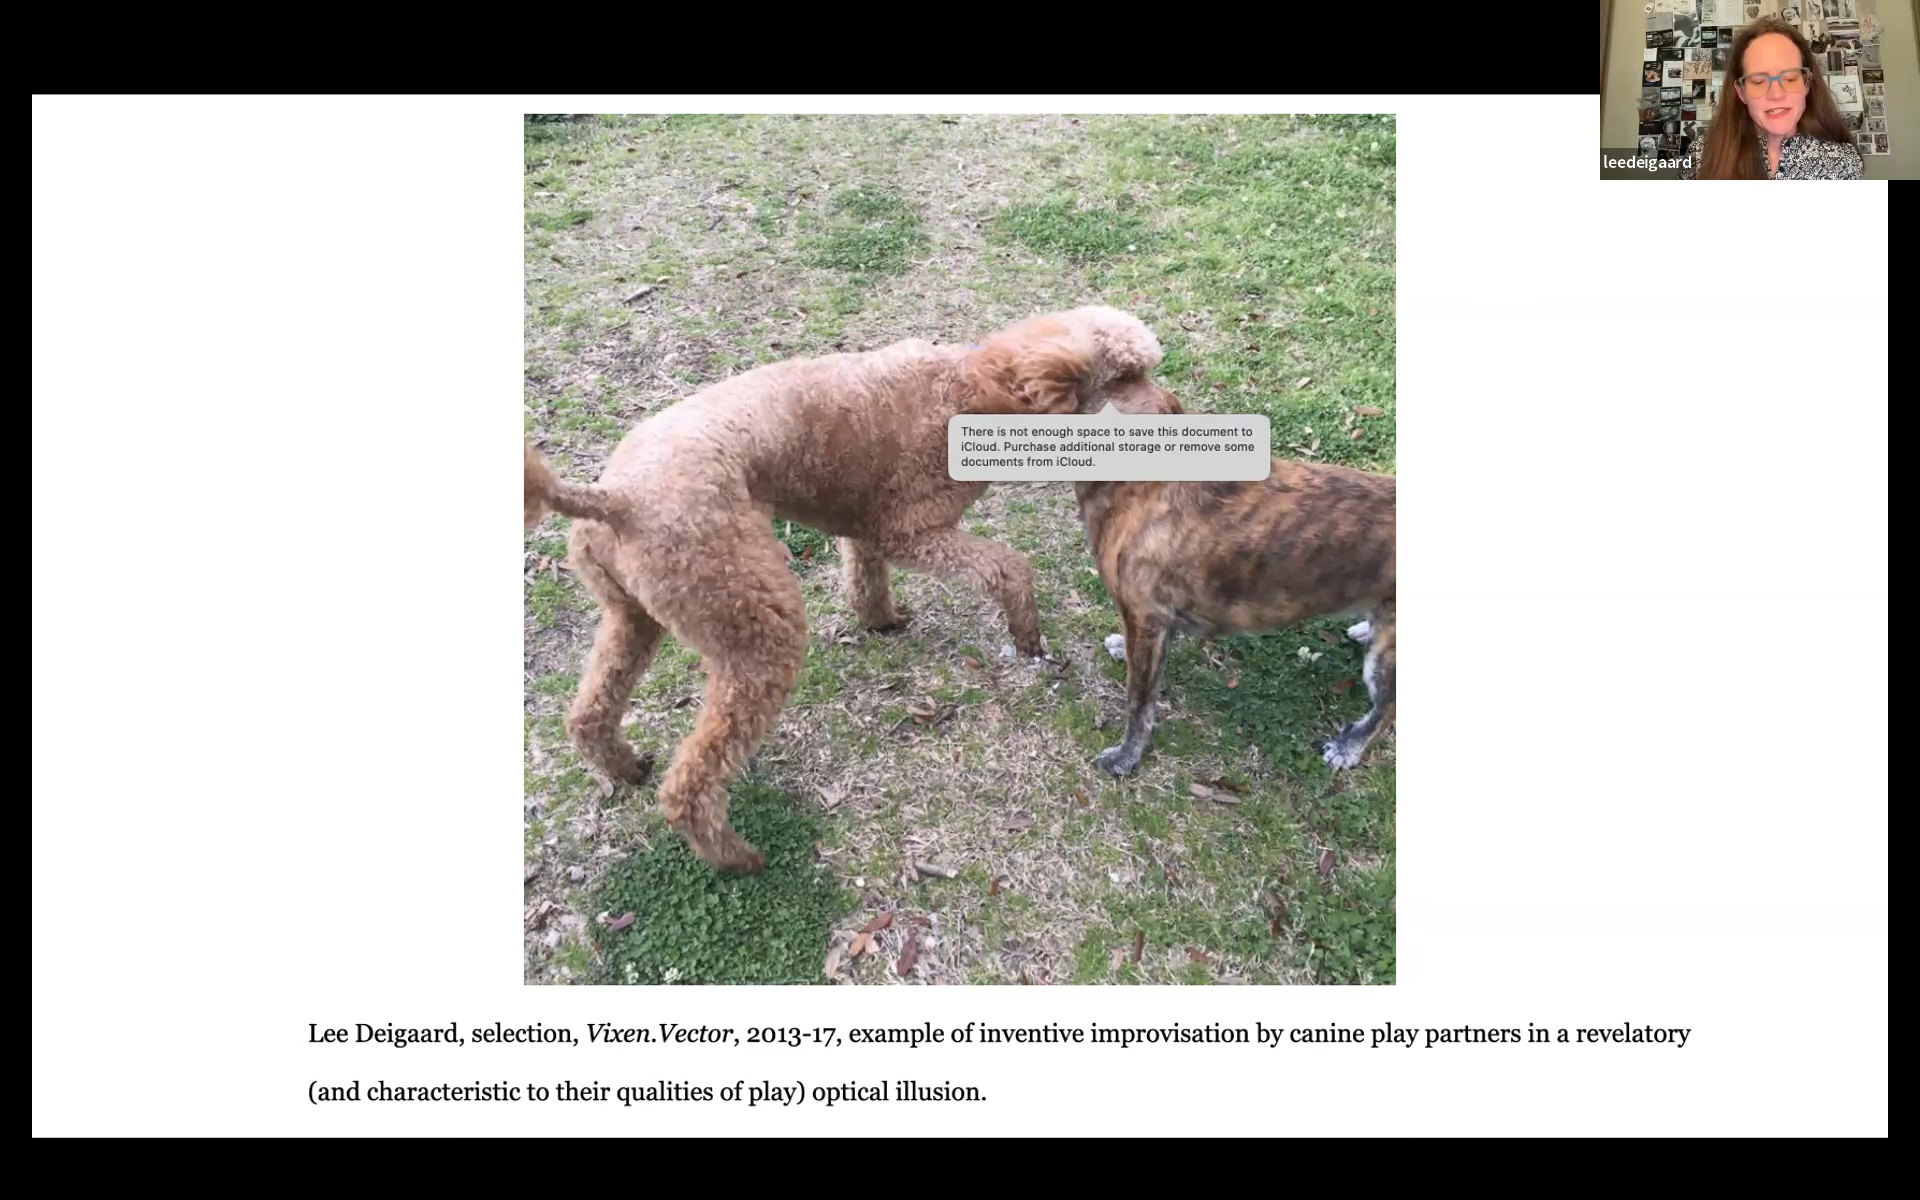 leedeigaard
There is not enough space to save this document to
iCloud. Purchase additional storage or remove some
documents from iCloud.
Lee Deigaard, selection, Vixen.Vector, 2013-17, example of inventive improvisation by canine play partners in a revelatory
(and characteristic to their qualities of play) optical illusion.